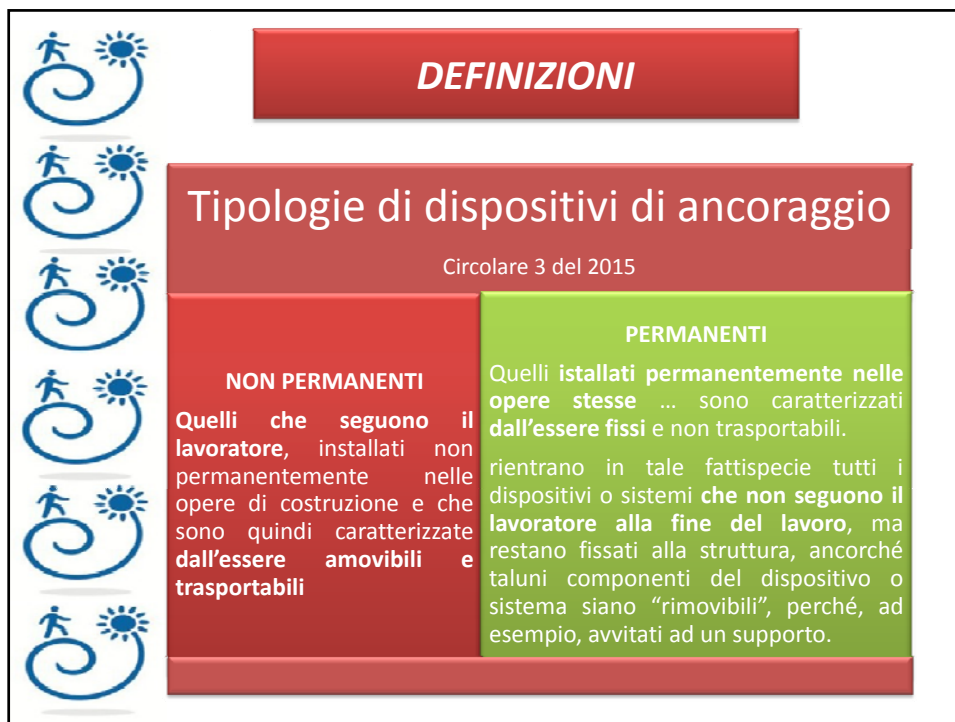 DEFINIZIONI
Tipologie di dispositivi di ancoraggio
Circolare 3 del 2015
NON PERMANENTI
Quelli che seguono il
lavoratore, installati non
permanentemente nelle
opere di costruzione e che
sono quindi caratterizzate
dall'essere amovibili e
trasportabili
PERMANENTI
Quelli istallati permanentemente nelle
opere stesse … sono caratterizzati
dall'essere fissi e non trasportabili.
rientrano in tale fattispecie tutti i
dispositivi o sistemi che non seguono il
lavoratore alla fine del lavoro, ma
restano fissati alla struttura, ancorché
taluni componenti del dispositivo o
sistema siano “rimovibili”, perché, ad
esempio, avvitati ad un supporto.